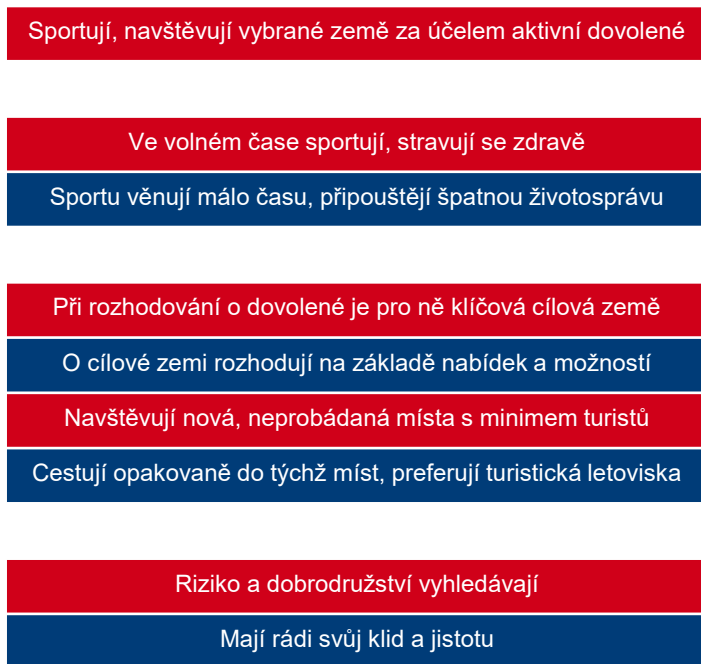 Sportují, navštěvují vybrané země za účelem aktivní dovolené
Ve volném čase sportují, stravují se zdravě
Sportu věnují málo času, připouštějí špatnou životosprávu
Při rozhodování o dovolené je pro ně klíčová cílová země
O cílové zemi rozhodují na základě nabídek a možností
Navštěvují nová, neprobádaná místa s minimem turistů
Cestují opakovaně do týchž míst, preferují turistická letoviska
Riziko a dobrodružství vyhledávají
Mají rádi svůj klid a jistotu